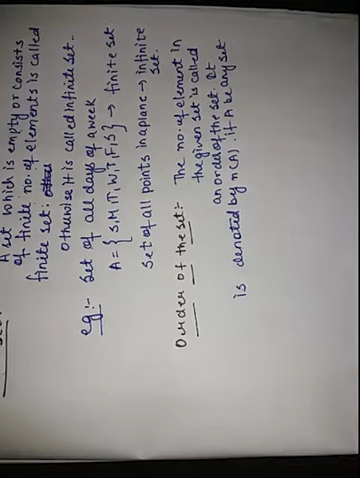 A set which is empty or consists
of finite no. of elements is called
finite set:
otherwise it is called infinite set..
eg:- set of all days of a week
A = { S, M, T, W, T, F, S } → finite set
set of all points in a plane → infinite
set.
Order of the set:- The no. of element in
the given set is called
an order of the set. It
is denoted by n(A). if A be any set